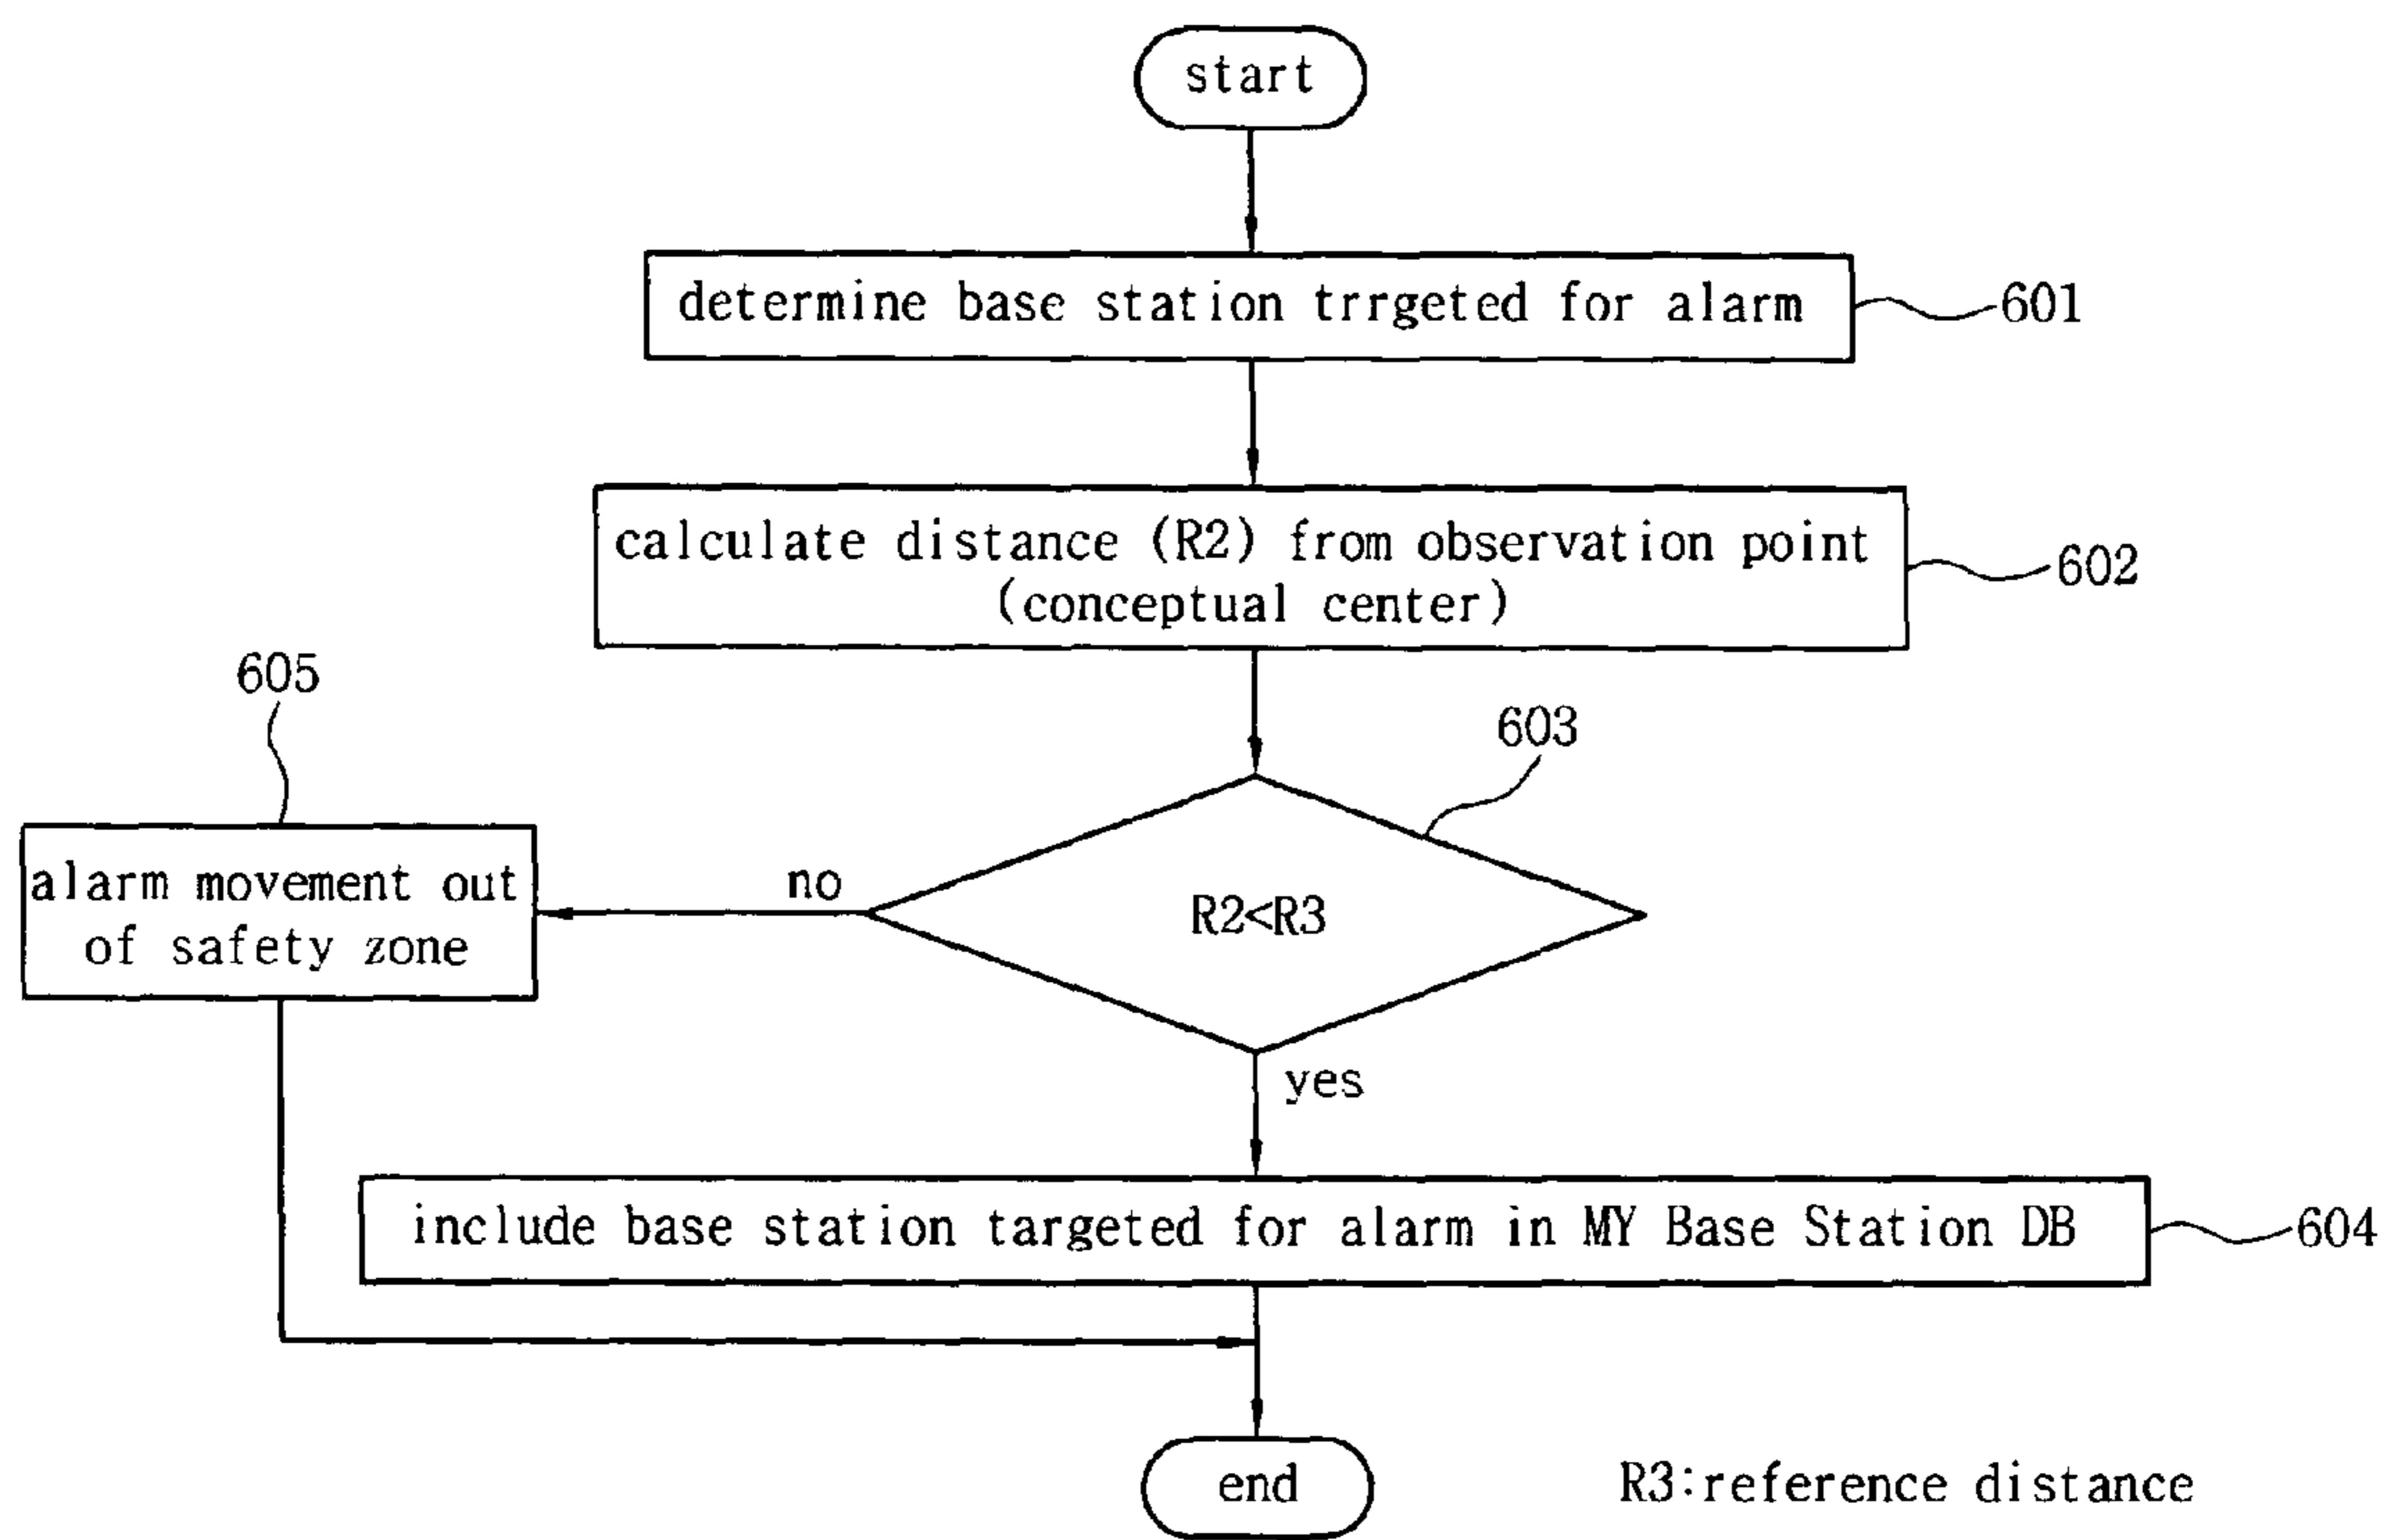 start
determine base station trrgeted for alarm
601
calculate distance (R2) from observation point
(conceptual center)
602
605
603
alarm movement out
of safety zone
no
R2<R3
yes
include base station targeted for alarm in MY Base Station DB
604
end
R3:reference distance